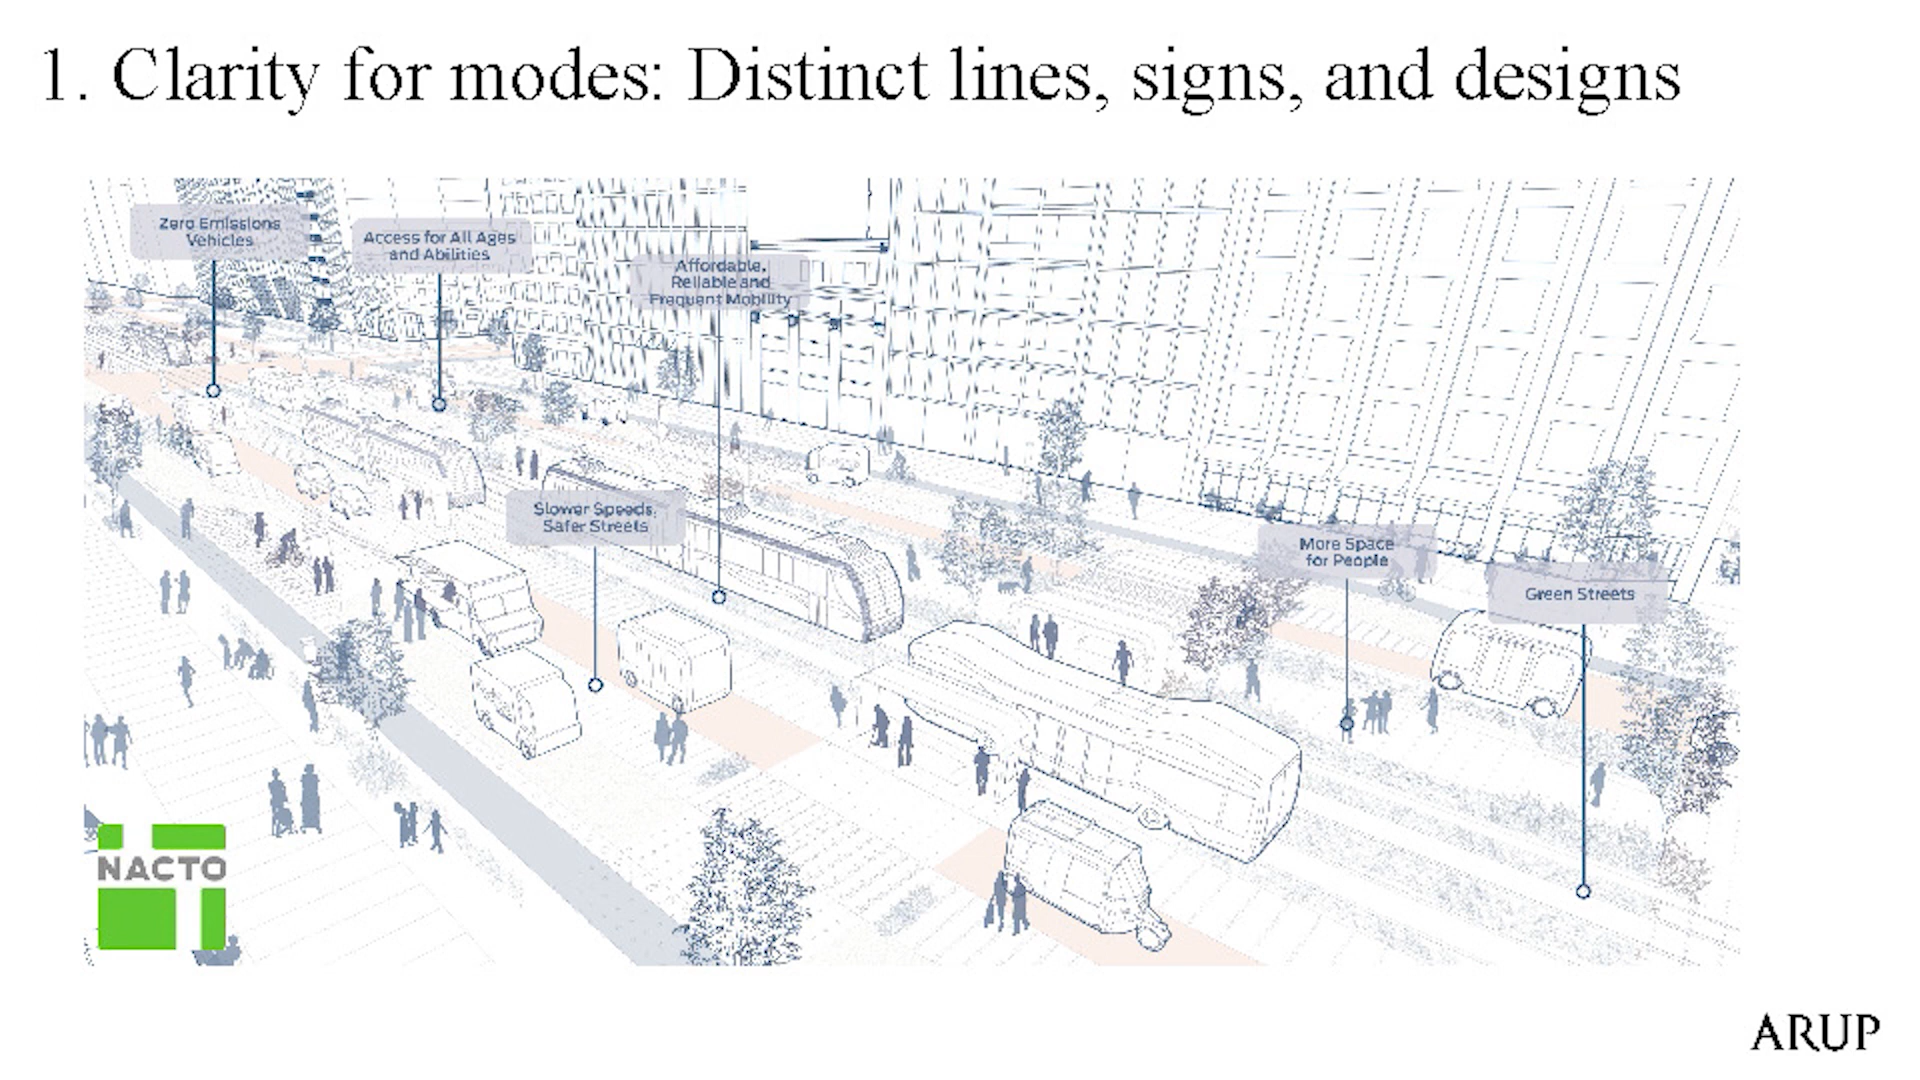 1. Clarity for modes: Distinct lines, signs, and designs
Zero Emissions
Vehicles
Access for All Ages
and Abilities
Affordable,
Reliable and
Frequent Mobility
Slower Speeds,
Safer Streets
More Space
for People
Green Streets
NACTO
ARUP